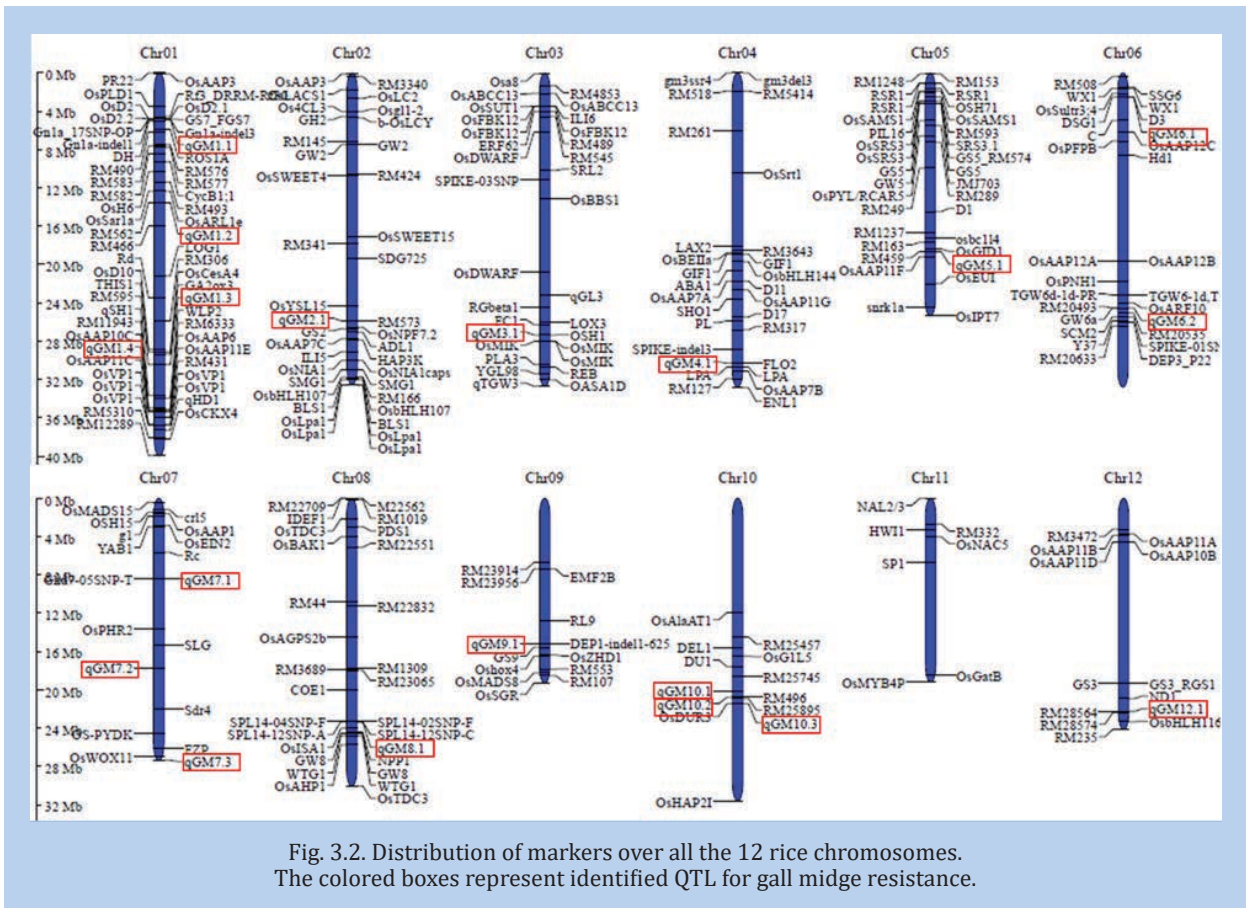 Chr01
Chr02
Chr03
Chr04
Chr05
Chr06
0 Mb
4 Mb
8 Mb
12 Mb
16 Mb
20 Mb
24 Mb
28 Mb
32 Mb
36 Mb
40 Mb
PR22
OsPLD1
OsD2
OsD2.2
Gn1a_17SNP-OP
Gn1a-indel1
DH
RM490
RM583
RM582
OsH6
OsSar1a
RM562
RM466
Rd
OsD10
THIS1
RM595
qSH1
RM11943
OsAAP10C
qGM1.4
OsAAP11C
OsVP1
OsVP1
OsVP1
RM5310
RM12289
OsAAP3
OsD2.1
GS7_FGS7
Gn1a-indel3
qGM1.1
ROS1A
RM576
RM577
CycB1;1
RM493
OsARL1e
qGM1.2
LOG1
RM306
OsCesA4
GA2ox3
qGM1.3
WLP2
RM6333
OsAAP6
OsAAP11E
RM431
OsVP1
OsVP1
qHD1
OsCKX4
OsAAP3
Os4CL3
GH2
RM145
GW2
OsSWEET4
RM341
OsYSL15
qGM2.1
GS2
OsAAP7C
ILI5
OsNIA1
SMG1
OsbHLH107
BLS1
OsLpa1
OsLpa1
RM3340
OsLC2
Osgl1-2
b-OsLCY
GW2
RM424
OsSWEET15
SDG725
RM573
OsNPF7.2
ADL1
HAP3K
OsNIA1caps
SMG1
RM166
OsbHLH107
BLS1
OsLpa1
OsLpa1
Osa8
OsABCC13
OsSUT1
OsFBK12
OsFBK12
ERF62
OsDWARF
SPIKE-03SNP
OsDWARF
RGbeta1
FC1
qGM3.1
OsMIK
PLA3
YGL98
qTGW3
RM4853
OsABCC13
ILI6
OsFBK12
RM489
RM545
SRL2
OsBBS1
qGL3
LOX3
OSH1
OsMIK
OsMIK
REB
OASA1D
gm3ssr4
RM518
RM261
LAX2
OsBEIIa
GIF1
ABA1
OsAAP7A
SHO1
PL
SPIKE-indel3
qGM4.1
LPA
RM127
gm3del3
RM5414
OsSrt1
RM3643
GIF1
OsbHLH144
D11
OsAAP11G
D17
RM317
FLO2
LPA
OsAAP7B
ENL1
RM1248
RSR1
RSR1
OsSAMS1
PIL16
OsSRS3
OsSRS3
GS5
GW5
OsPYL/RCAR5
RM249
RM1237
RM163
RM459
OsAAP11F
snrk1a
RM153
RSR1
OSH71
OsSAMS1
RM593
SRS3.1
GS5_RM574
GS5
JMJ703
RM289
D1
osbc1l4
OsGID1
qGM5.1
OsEUI
OsIPT7
RM508
WX1
OsSultr3;4
DSG1
C
OsPFPB
OsAAP12A
OsPNH1
TGW6d-1d-PR
RM20493
GW6a
SCM2
Y37
RM20633
SSG6
WX1
D3
qGM6.1
OsAAP12C
Hd1
OsAAP12B
TGW6-1d,T
OsARF10
qGM6.2
RM20535
SPIKE-01SN
DEP3_P22
Chr07
Chr08
Chr09
Chr10
Chr11
Chr12
0 Mb
4 Mb
8 Mb
12 Mb
16 Mb
20 Mb
24 Mb
28 Mb
32 Mb
OsMADS15
OSH15
g1
YAB1
OsPHR2
qGM7.2
OS-PYDK
OsWOX11
crl5
OsAAP1
OsEIN2
Rc
qGM7.1
SLG
Sdr4
FZP
qGM7.3
RM22709
IDEF1
OsTDC3
OsBAK1
RM44
OsAGPS2b
RM3689
COE1
SPL14-04SNP-F
SPL14-12SNP-A
OsISA1
GW8
WTG1
OsAHP1
M22562
RM1019
PDS1
RM22551
RM22832
RM1309
RM23065
SPL14-02SNP-F
SPL14-12SNP-C
qGM8.1
NPP1
GW8
WTG1
OsTDC3
RM23914
RM23956
qGM9.1
GS9
Oshox4
OsMADS8
OsSGR
EMF2B
RL9
DEP1-indel1-625
OsZHD1
RM553
RM107
OsAlaAT1
DEL1
DU1
qGM10.1
qGM10.2
OsDUR3
OsHAP2I
RM25457
OsG1L5
RM25745
RM496
RM25895
qGM10.3
NAL2/3
HWI1
SP1
OsMYB4P
RM332
OsNAC5
OsGatB
RM3472
OsAAP11B
OsAAP11D
GS3
RM28564
RM28574
RM235
OsAAP11A
OsAAP10B
GS3_RGS1
ND1
qGM12.1
OsbHLH116
Fig. 3.2. Distribution of markers over all the 12 rice chromosomes.
The colored boxes represent identified QTL for gall midge resistance.